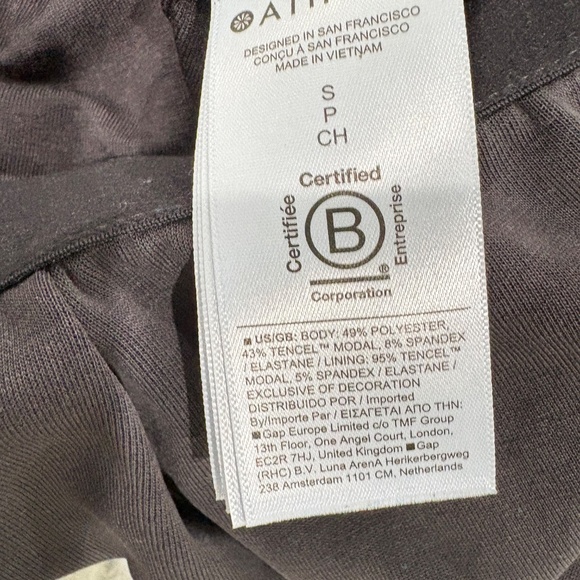 DESIGNED IN SAN FRANCISCO
CONÇU À SAN FRANCISCO
MADE IN VIETNAM
S
P
CH
Certified
Certifiée
B
Entreprise
®
Corporation
US/GB: BODY: 49% POLYESTER,
43% TENCEL™ MODAL, 8% SPANDEX
/ ELASTANE / LINING: 95% TENCEL™
MODAL, 5% SPANDEX / ELASTANE /
EXCLUSIVE OF DECORATION
DISTRIBUIDO POR / Imported
By/Importe Par / ΕΙΣΑΓΕΤΑΙ ΑΠΟ ΤΗΝ:
Gap Europe Limited c/o TMF Group
13th Floor, One Angel Court, London,
EC2R 7HJ, United Kingdom Gap
(RHC) B.V. Luna ArenA Herikerbergweg
238 Amsterdam 1101 CM, Netherlands